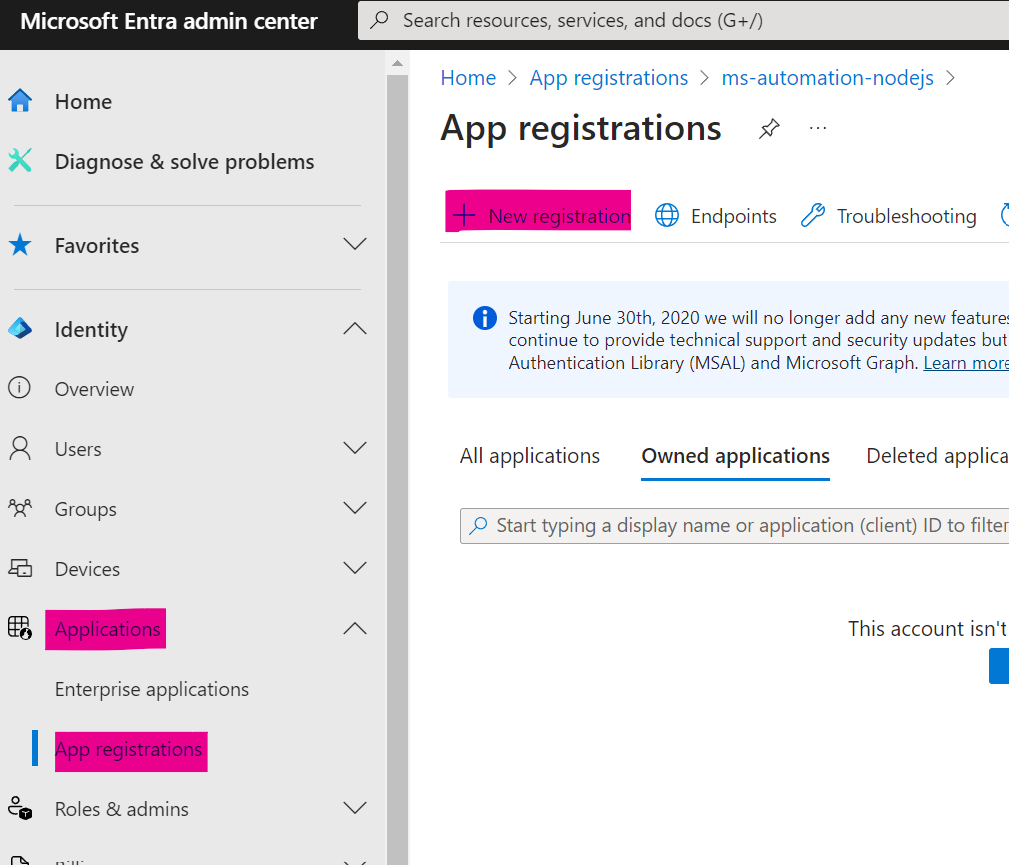 Microsoft Entra admin center
Search resources, services, and docs (G+/)
Home
Diagnose & solve problems
Favorites
Identity
Overview
Users
Groups
Devices
Applications
Enterprise applications
App registrations
Roles & admins
Home > App registrations > ms-automation-nodejs >
App registrations
New registration
Endpoints
Troubleshooting
Starting June 30th, 2020 we will no longer add any new features
continue to provide technical support and security updates but
Authentication Library (MSAL) and Microsoft Graph. Learn more
All applications
Owned applications
Deleted applica
Start typing a display name or application (client) ID to filter
This account isn't